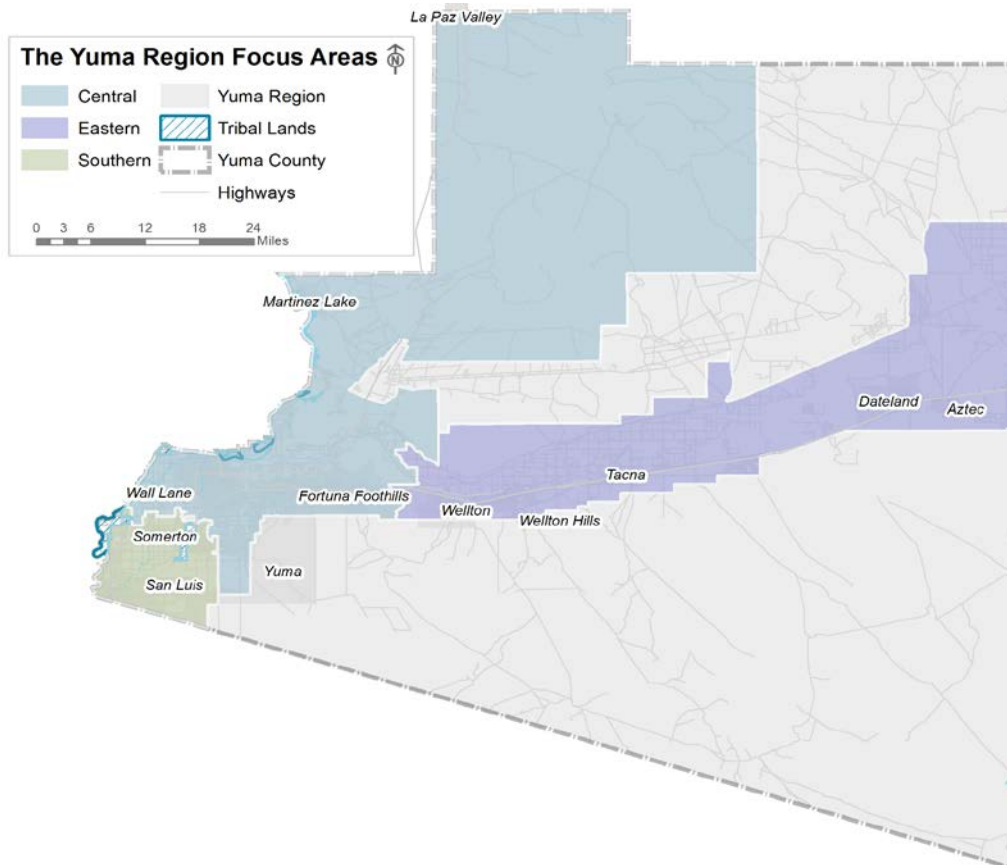 La Paz Valley
The Yuma Region Focus Areas
N
Central
Yuma Region
Eastern
Tribal Lands
Southern
Yuma County
Highways
0 3 6 12 18 24
Miles
Martinez Lake
Dateland
Aztec
Tacna
Wall Lane
Fortuna Foothills
Wellton
Wellton Hills
Somerton
Yuma
San Luis